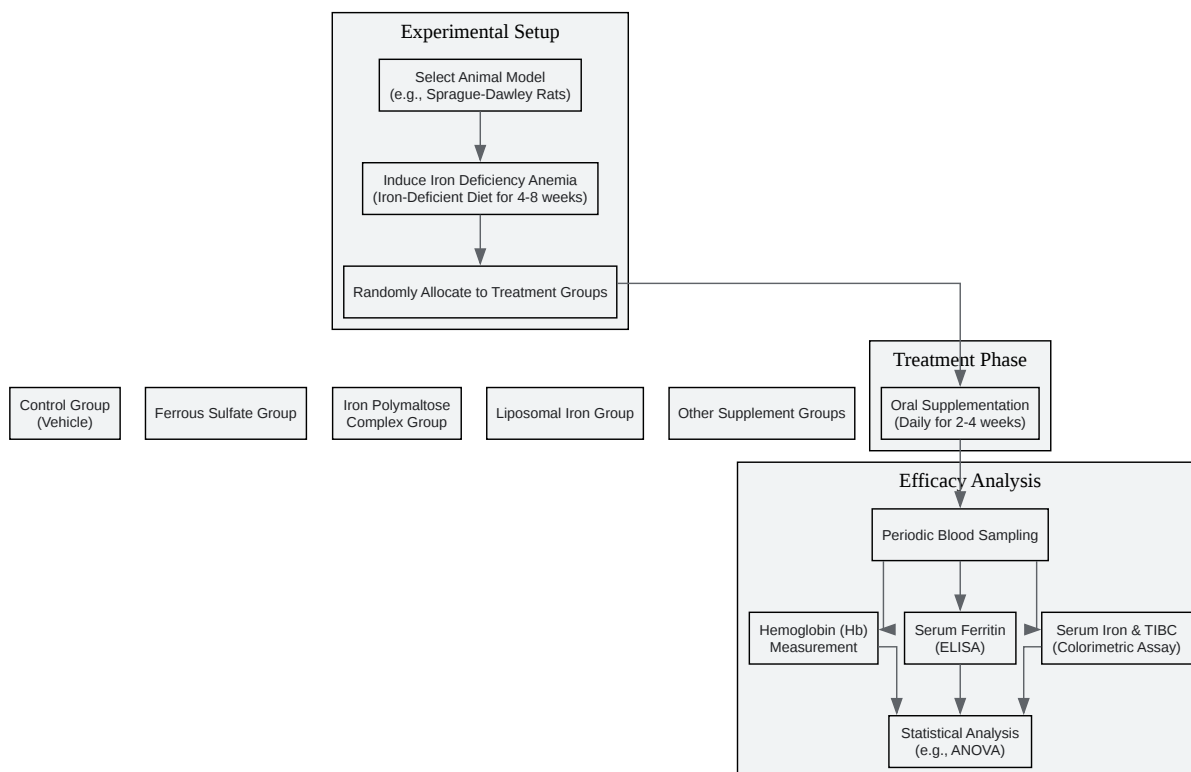 Experimental Setup
Select Animal Model
(e.g., Sprague-Dawley Rats)
Induce Iron Deficiency Anemia
(Iron-Deficient Diet for 4-8 weeks)
Randomly Allocate to Treatment Groups
Control Group
(Vehicle)
Ferrous Sulfate Group
Iron Polymaltose
Complex Group
Liposomal Iron Group
Other Supplement Groups
Treatment Phase
Oral Supplementation
(Daily for 2-4 weeks)
Efficacy Analysis
Periodic Blood Sampling
Hemoglobin (Hb)
Measurement
Serum Ferritin
(ELISA)
Serum Iron & TIBC
(Colorimetric Assay)
Statistical Analysis
(e.g., ANOVA)